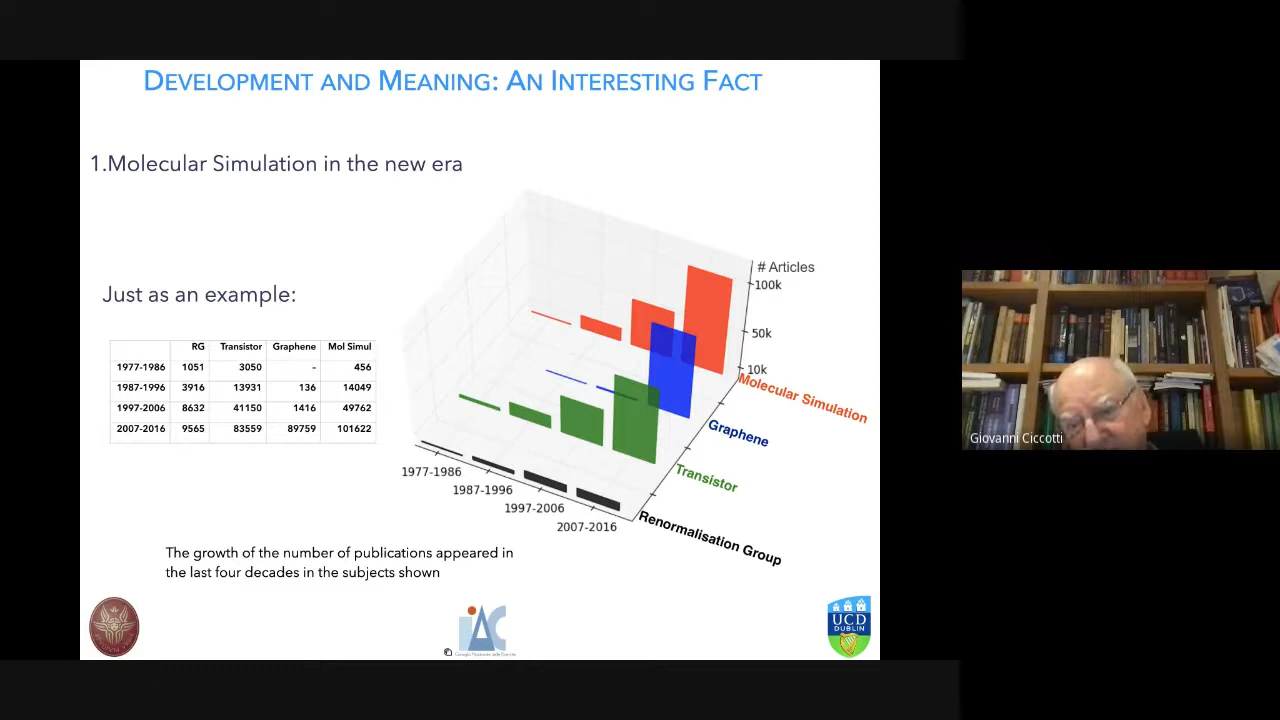 DEVELOPMENT AND MEANING: AN INTERESTING FACT
1.Molecular Simulation in the new era
Just as an example:
RG Transistor Graphene Mol Simul
1977-1986 1051 3050 - 456
1987-1996 3916 13931 136 14049
1997-2006 8632 41150 1416 49762
2007-2016 9565 83559 89759 101622
# Articles
100k
50k
10k
Molecular Simulation
Graphene
Transistor
Renormalisation Group
1977-1986
1987-1996
1997-2006
2007-2016
The growth of the number of publications appeared in
the last four decades in the subjects shown
IAC
UCD
DUBLIN
Giovanni Ciccotti